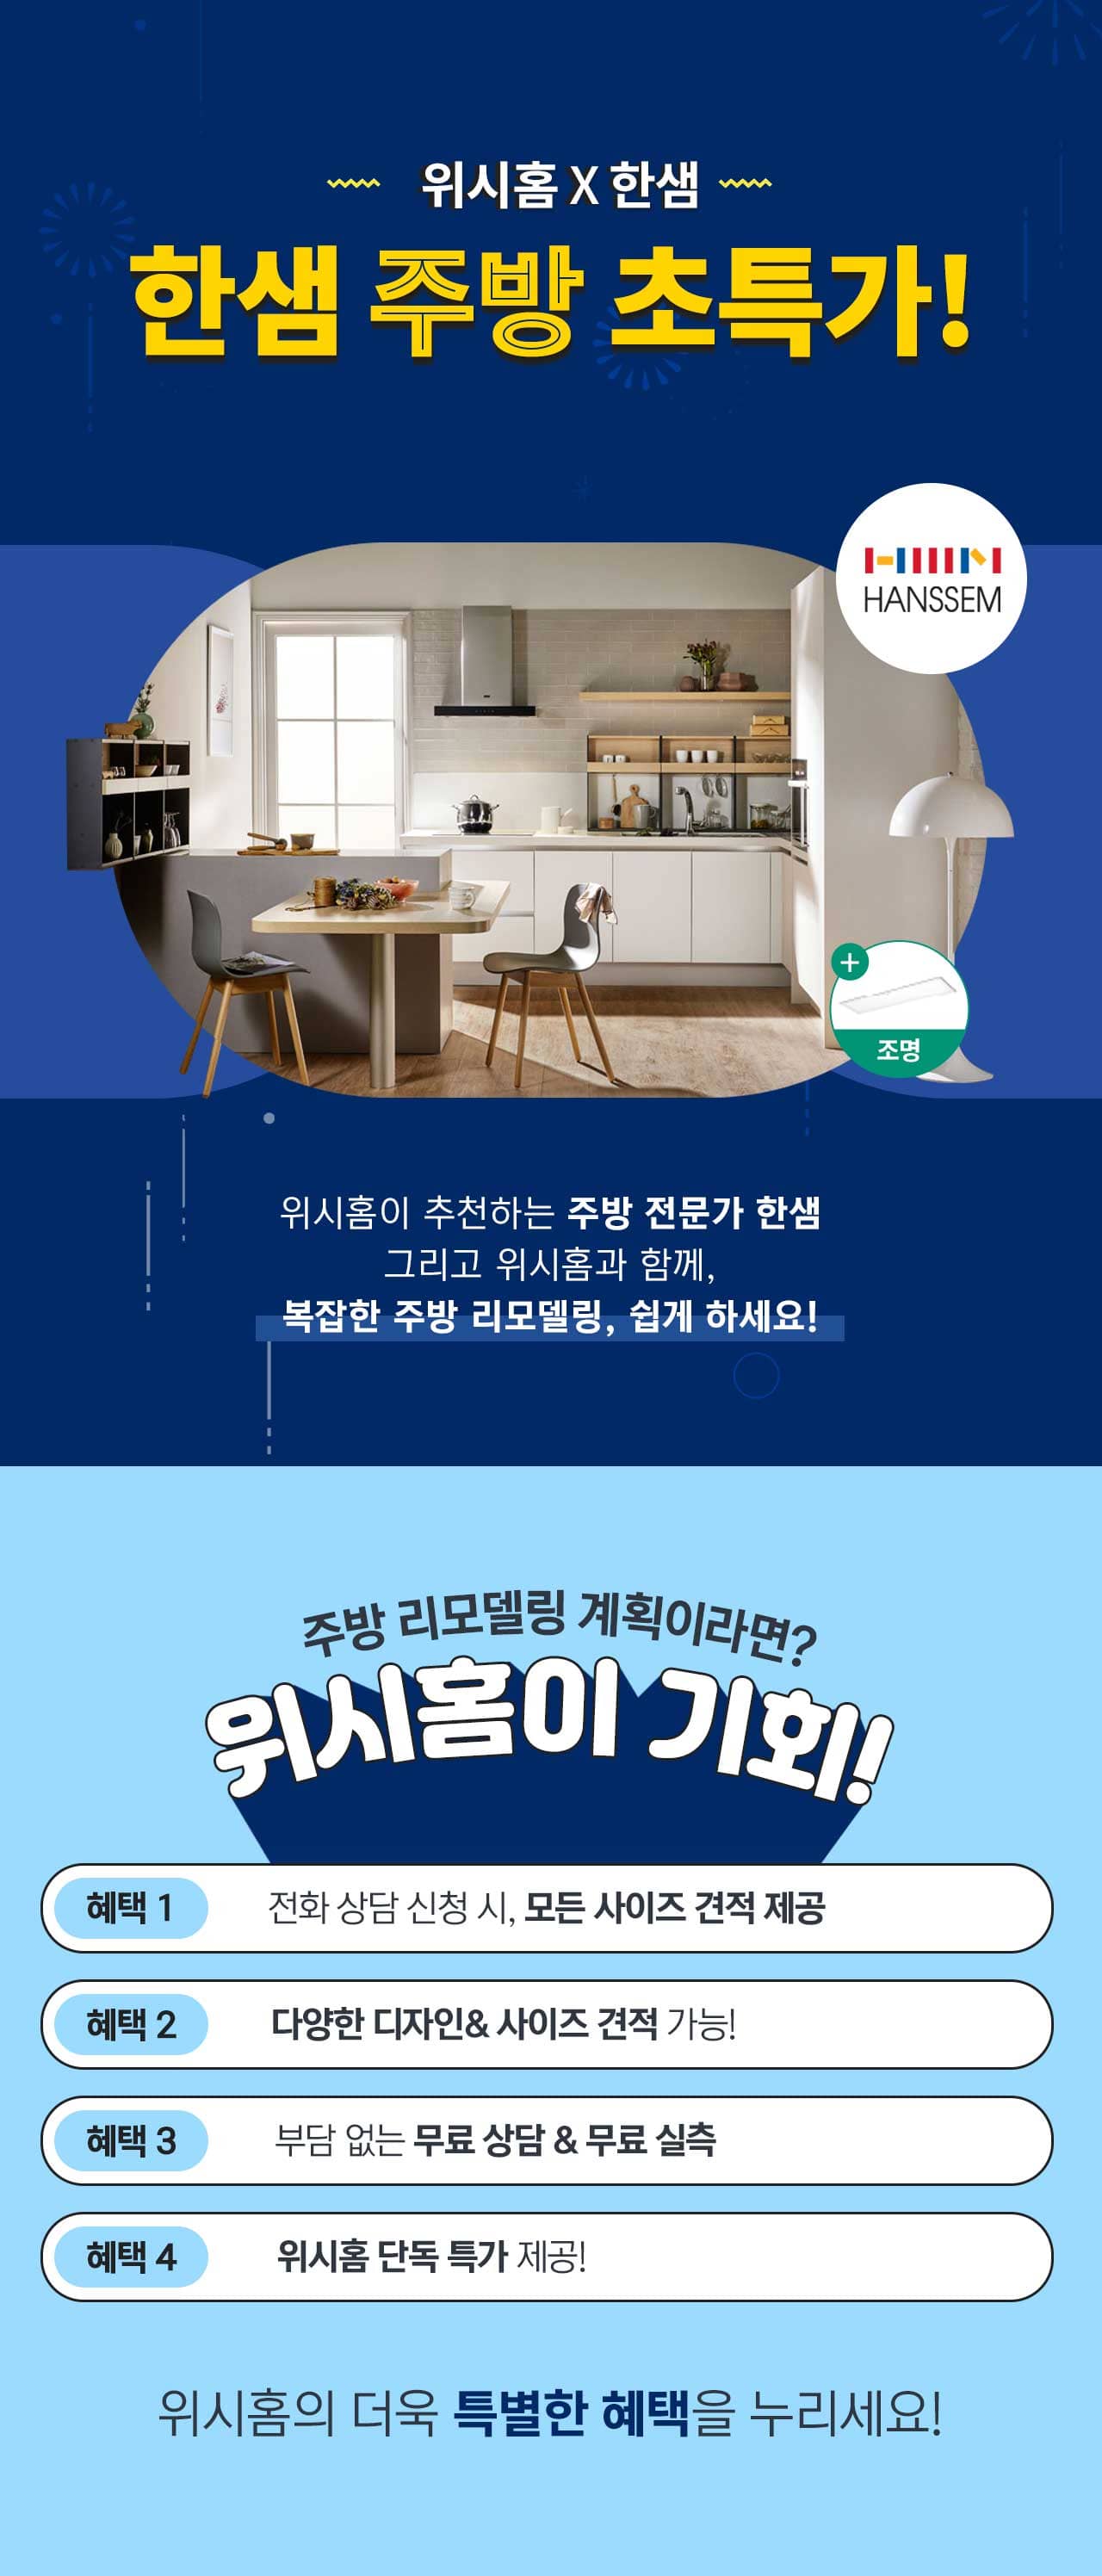 위시홈 X 한샘
한샘 주방 초특가!
HANSSEM
조명
위시홈이 추천하는 주방 전문가 한샘
그리고 위시홈과 함께,
복잡한 주방 리모델링, 쉽게 하세요!
주방 리모델링 계획이라면?
위시홈이 기회!
혜택 1 전화 상담 신청 시, 모든 사이즈 견적 제공
혜택 2 다양한 디자인& 사이즈 견적 가능!
혜택 3 부담 없는 무료 상담 & 무료 실측
혜택 4 위시홈 단독 특가 제공!
위시홈의 더욱 특별한 혜택을 누리세요!